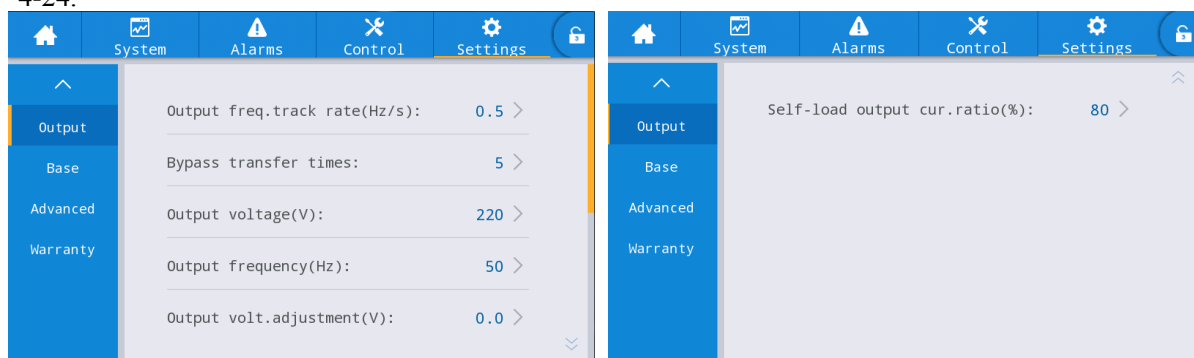 4-24.
System Alarms Control Settings
Output
Base
Advanced
Warranty
Output freq.track rate(Hz/s): 0.5
Bypass transfer times: 5
Output voltage(V): 220
Output frequency(Hz): 50
Output volt.adjustment(V): 0.0
System Alarms Control Settings
Output
Base
Advanced
Warranty
Self-load output cur.ratio(%): 80